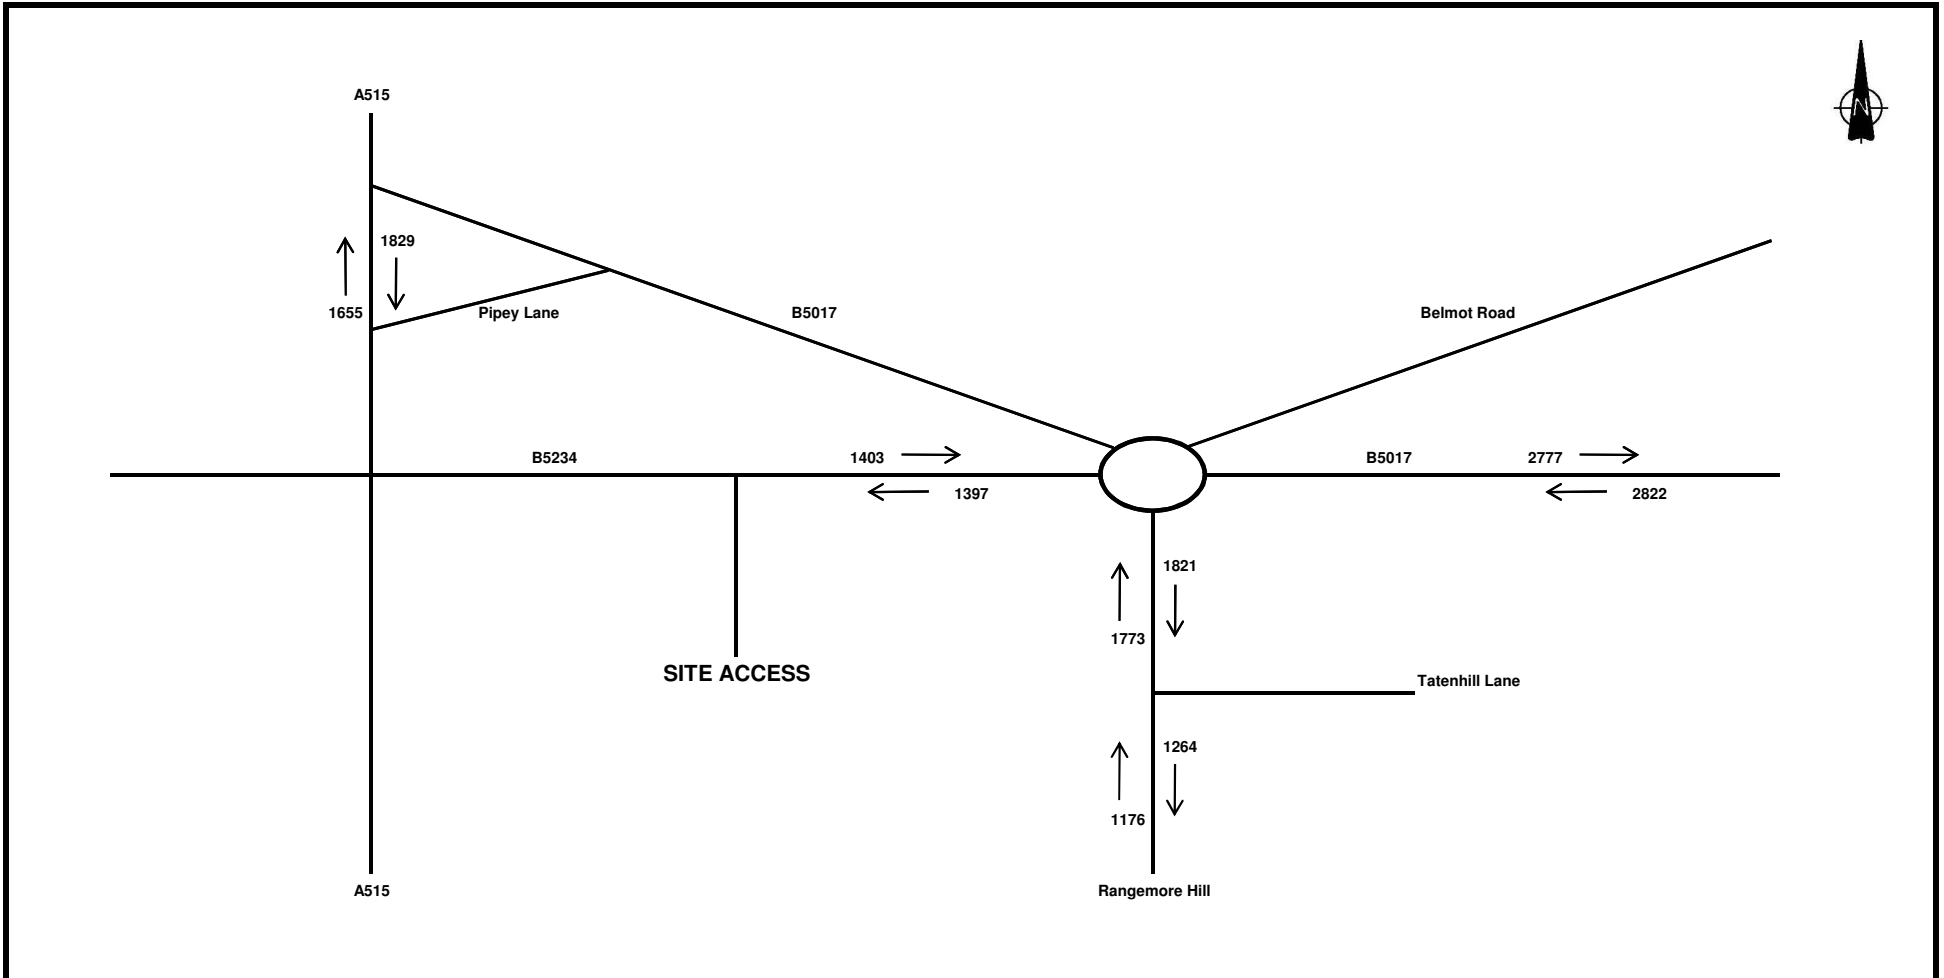 A515
N
1829
1655
Pipey Lane
B5017
Belmot Road
B5234
1403
B5017
2777
1397
2822
1821
1773
SITE ACCESS
Tatenhill Lane
1264
1176
A515
Rangemore Hill